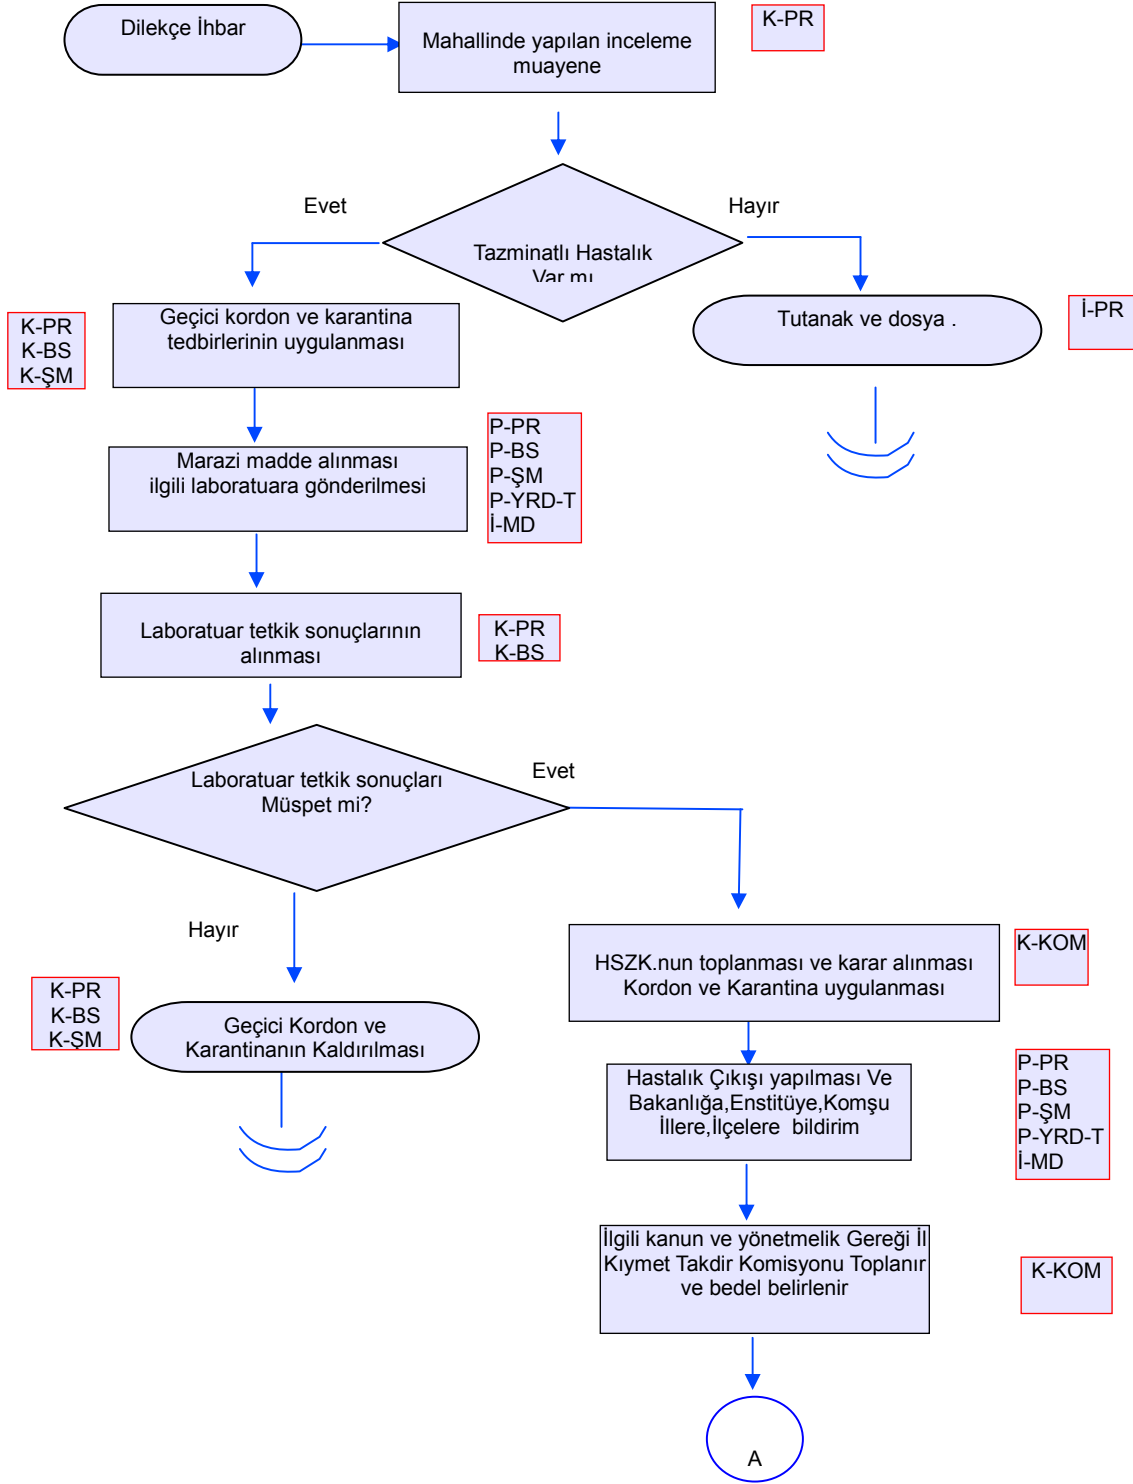 Dilekçe İhbar
Mahallinde yapılan inceleme
muayene
K-PR
Evet
Hayır
Tazminatlı Hastalık
Var mı
Geçici kordon ve karantina
tedbirlerinin uygulanması
K-PR
K-BS
K-ŞM
Tutanak ve dosya .
İ-PR
Marazi madde alınması
ilgili laboratuara gönderilmesi
P-PR
P-BS
P-ŞM
P-YRD-T
İ-MD
Laboratuar tetkik sonuçlarının
alınması
K-PR
K-BS
Laboratuar tetkik sonuçları
Müspet mi?
Evet
Hayır
K-PR
K-BS
K-ŞM
Geçici Kordon ve
Karantinanın Kaldırılması
HSZK.nun toplanması ve karar alınması
Kordon ve Karantina uygulanması
K-KOM
Hastalık Çıkışı yapılması Ve
Bakanlığa,Enstitüye,Komşu
İllere,İlçelere  bildirim
P-PR
P-BS
P-ŞM
P-YRD-T
İ-MD
İlgili kanun ve yönetmelik Gereği İl
Kıymet Takdir Komisyonu Toplanır
ve bedel belirlenir
K-KOM
A